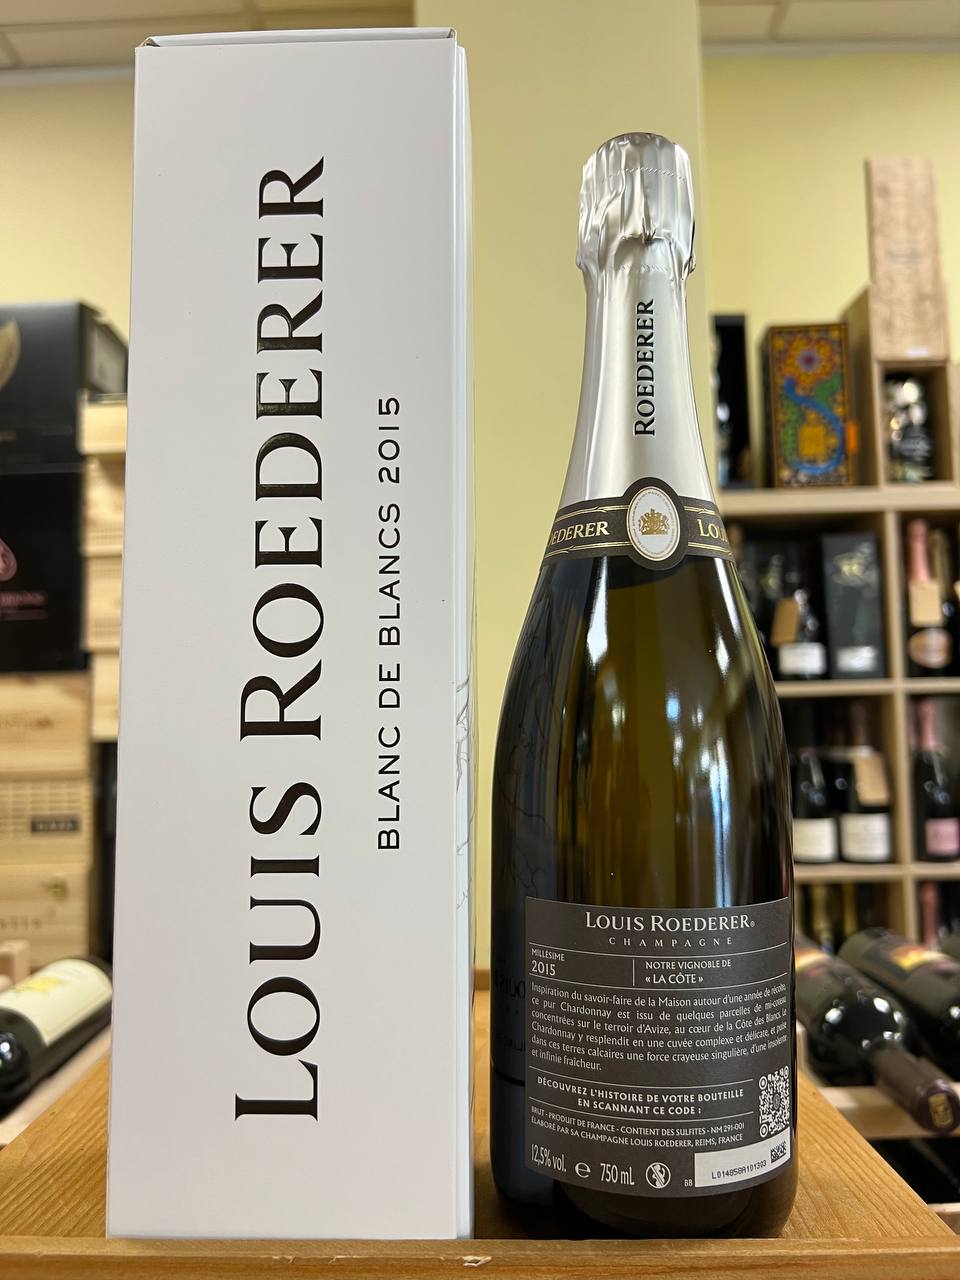 LOUIS ROEDERER
BLANC DE BLANCS 2015
ROEDERER
EDERER
LOU
LOUIS ROEDERER®
CHAMPAGNE
MILLÉSIME
2015
NOTRE VIGNOBLE DE
« LA CÔTE »
Inspiration du savoir-faire de la Maison autour d'une année de récolte,
ce pur Chardonnay est issu de quelques parcelles de mi-coteau
concentrées sur le terroir d'Avize, au cœur de la Côte des Blancs. Le
Chardonnay y resplendit en une cuvée complexe et délicate, et puise
dans ces terres calcaires une force crayeuse singulière, d'une insolente
et infinie fraicheur.
DÉCOUVREZ L'HISTOIRE DE VOTRE BOUTEILLE
EN SCANNANT CE CODE :
BRUT - PRODUIT DE FRANCE - CONTIENT DES SULFITES - NM 291-001
ÉLABORÉ PAR SA CHAMPAGNE LOUIS ROEDERER, REIMS, FRANCE
12,5% vol. e 750 mL
BB
L014858A101303